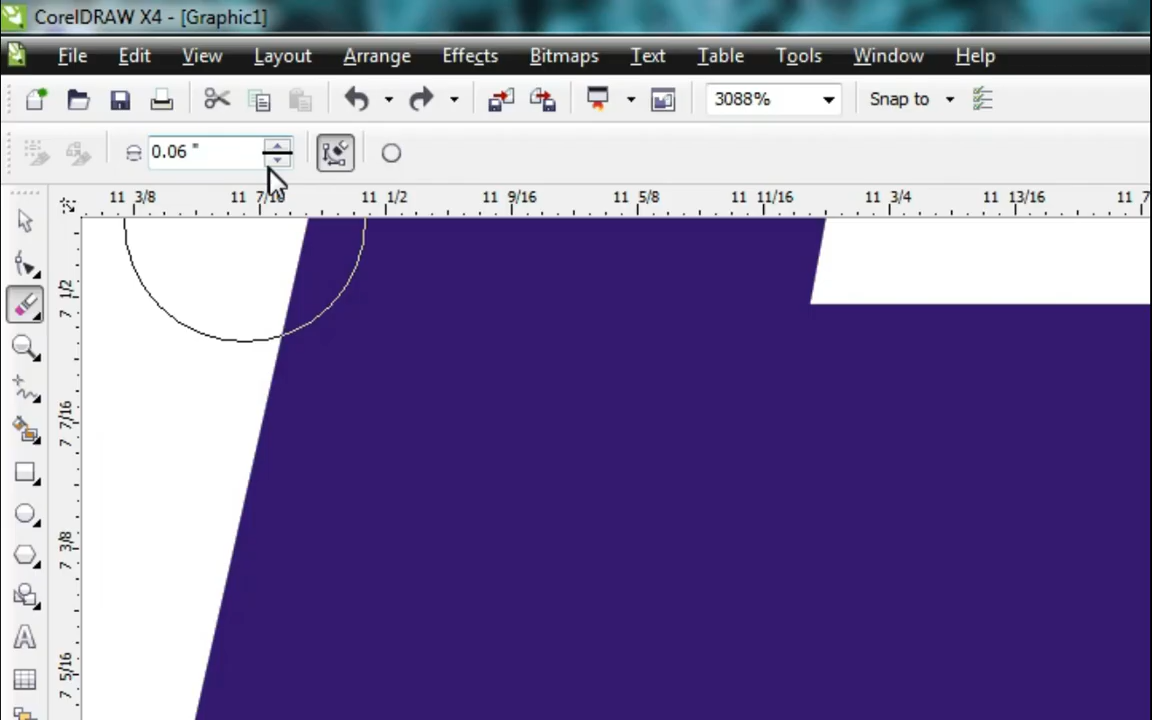 CorelDRAW X4 - [Graphic1]
File Edit View Layout Arrange Effects Bitmaps Text Table Tools Window Help
3088% Snap to
0.06 "
11 3/8 11 7/16 11 1/2 11 9/16 11 5/8 11 11/16 11 3/4 11 13/16 11 7
7 1/2
7 7/16
7 3/8
7 5/16